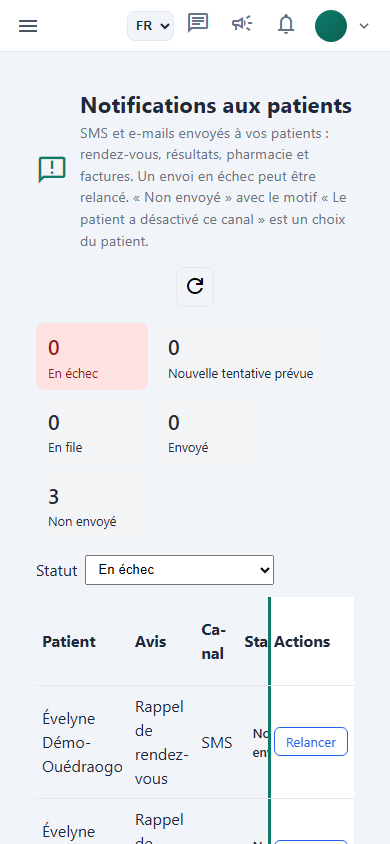 FR
Notifications aux patients
SMS et e-mails envoyés à vos patients :
rendez-vous, résultats, pharmacie et
factures. Un envoi en échec peut être
relancé. « Non envoyé » avec le motif « Le
patient a désactivé ce canal » est un choix
du patient.
0
En échec
0
Nouvelle tentative prévue
0
En file
0
Envoyé
3
Non envoyé
Statut En échec
Patient Avis Ca-
nal Sta Actions
Évelyne
Démo-
Ouédraogo
Rappel
de
rendez-
vous
SMS
Relancer
Évelyne
Rappel